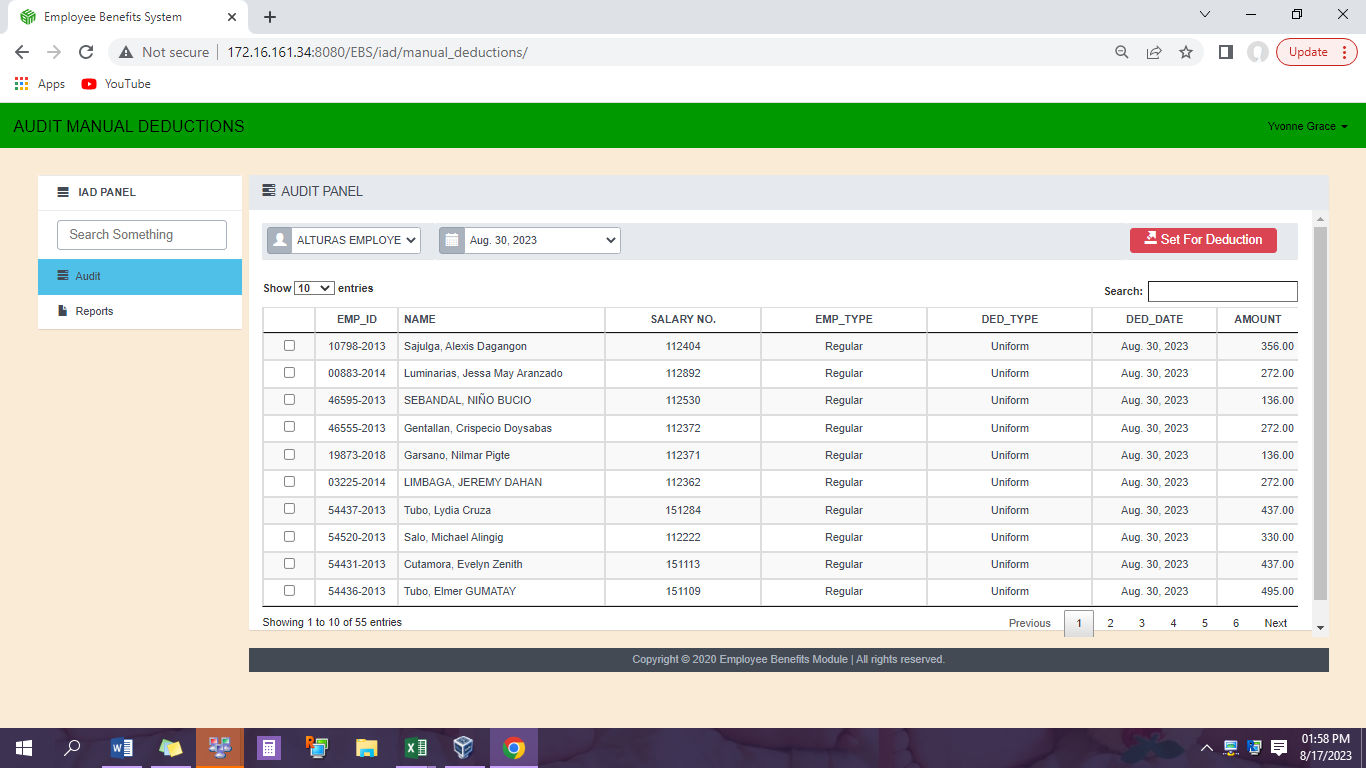 Employee Benefits System
Not secure
172.16.161.34:8080/EBS/iad/manual_deductions/
Update
Apps
YouTube
AUDIT MANUAL DEDUCTIONS
Yvonne Grace
IAD PANEL
Search Something
Audit
Reports
AUDIT PANEL
ALTURAS EMPLOYE
Aug. 30, 2023
Set For Deduction
Show 10 entries
Search:
EMP_ID NAME SALARY NO. EMP_TYPE DED_TYPE DED_DATE AMOUNT
10798-2013 Sajulga, Alexis Dagangon 112404 Regular Uniform Aug. 30, 2023 356.00
00883-2014 Luminarias, Jessa May Aranzado 112892 Regular Uniform Aug. 30, 2023 272.00
46595-2013 SEBANDAL, NIÑO BUCIO 112530 Regular Uniform Aug. 30, 2023 136.00
46555-2013 Gentallan, Crispecio Doysabas 112372 Regular Uniform Aug. 30, 2023 272.00
19873-2018 Garsano, Nilmar Pigte 112371 Regular Uniform Aug. 30, 2023 136.00
03225-2014 LIMBAGA, JEREMY DAHAN 112362 Regular Uniform Aug. 30, 2023 272.00
54437-2013 Tubo, Lydia Cruza 151284 Regular Uniform Aug. 30, 2023 437.00
54520-2013 Salo, Michael Alingig 112222 Regular Uniform Aug. 30, 2023 330.00
54431-2013 Cutamora, Evelyn Zenith 151113 Regular Uniform Aug. 30, 2023 437.00
54436-2013 Tubo, Elmer GUMATAY 151109 Regular Uniform Aug. 30, 2023 495.00
Showing 1 to 10 of 55 entries
Previous 1 2 3 4 5 6 Next
Copyright © 2020 Employee Benefits Module | All rights reserved.
01:58 PM
8/17/2023